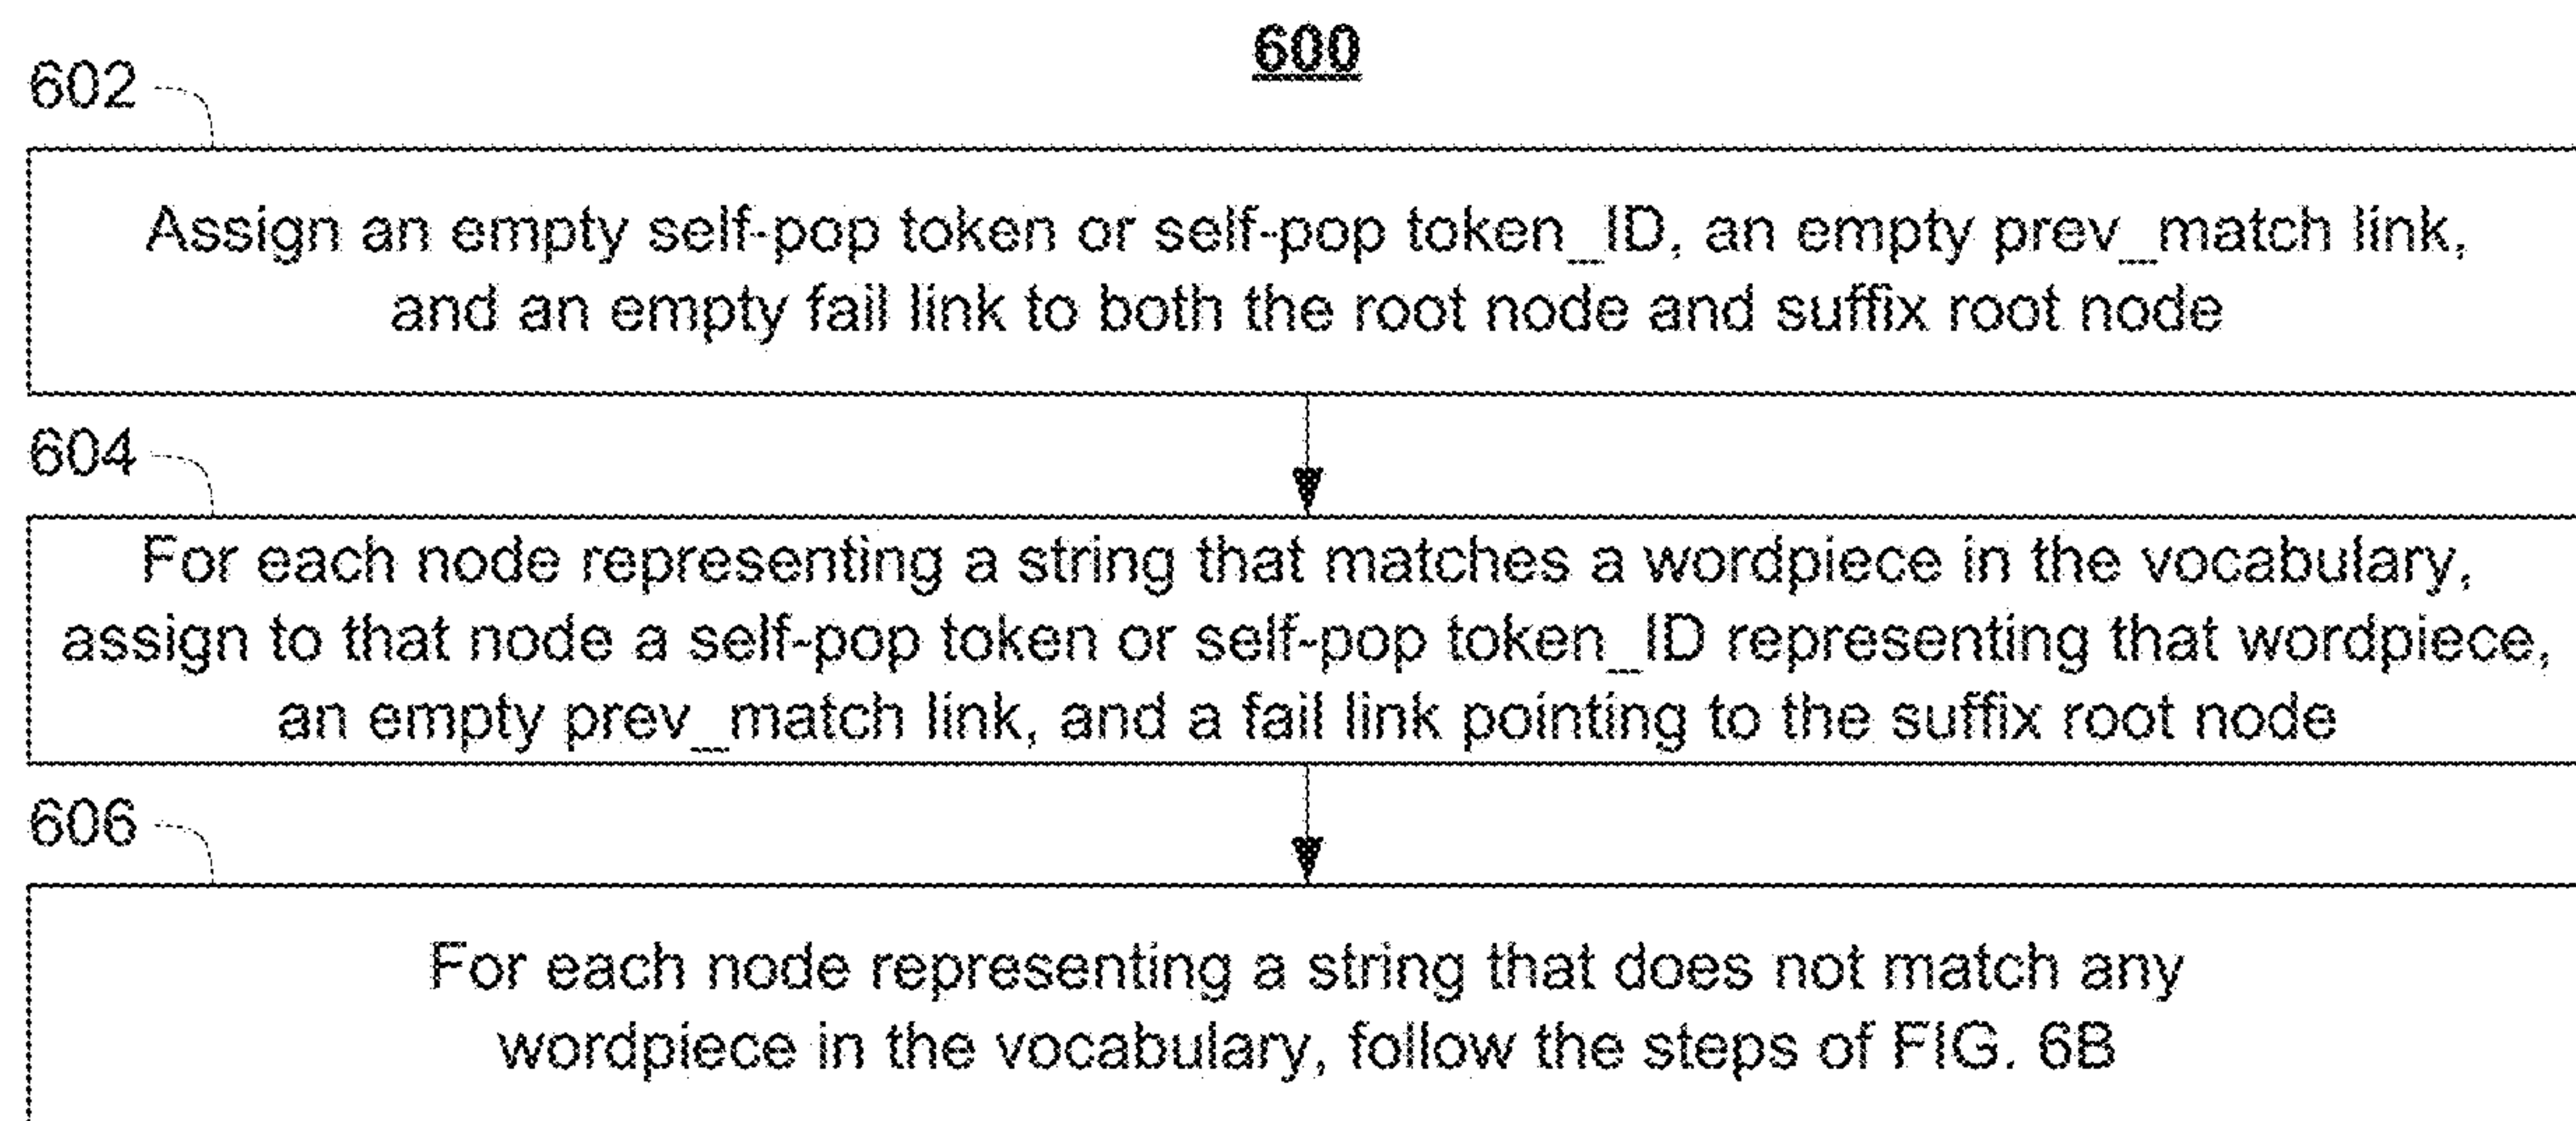 600
602
Assign an empty self-pop token or self-pop token_ID, an empty prev_match link,
and an empty fail link to both the root node and suffix root node
604
For each node representing a string that matches a wordpiece in the vocabulary,
assign to that node a self-pop token or self-pop token_ID representing that wordpiece,
an empty prev_match link, and a fail link pointing to the suffix root node
606
For each node representing a string that does not match any
wordpiece in the vocabulary, follow the steps of FIG. 6B